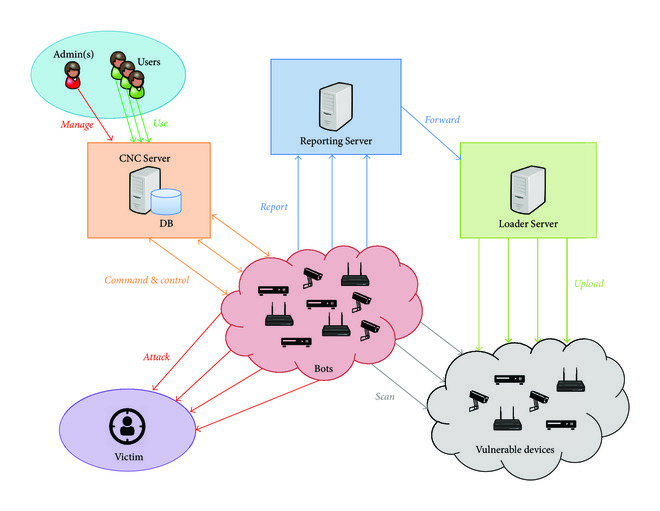 Admin(s)
Users
Manage
Use
CNC Server
DB
Reporting Server
Forward
Loader Server
Report
Command & control
Upload
Attack
Bots
Scan
Victim
Vulnerable devices